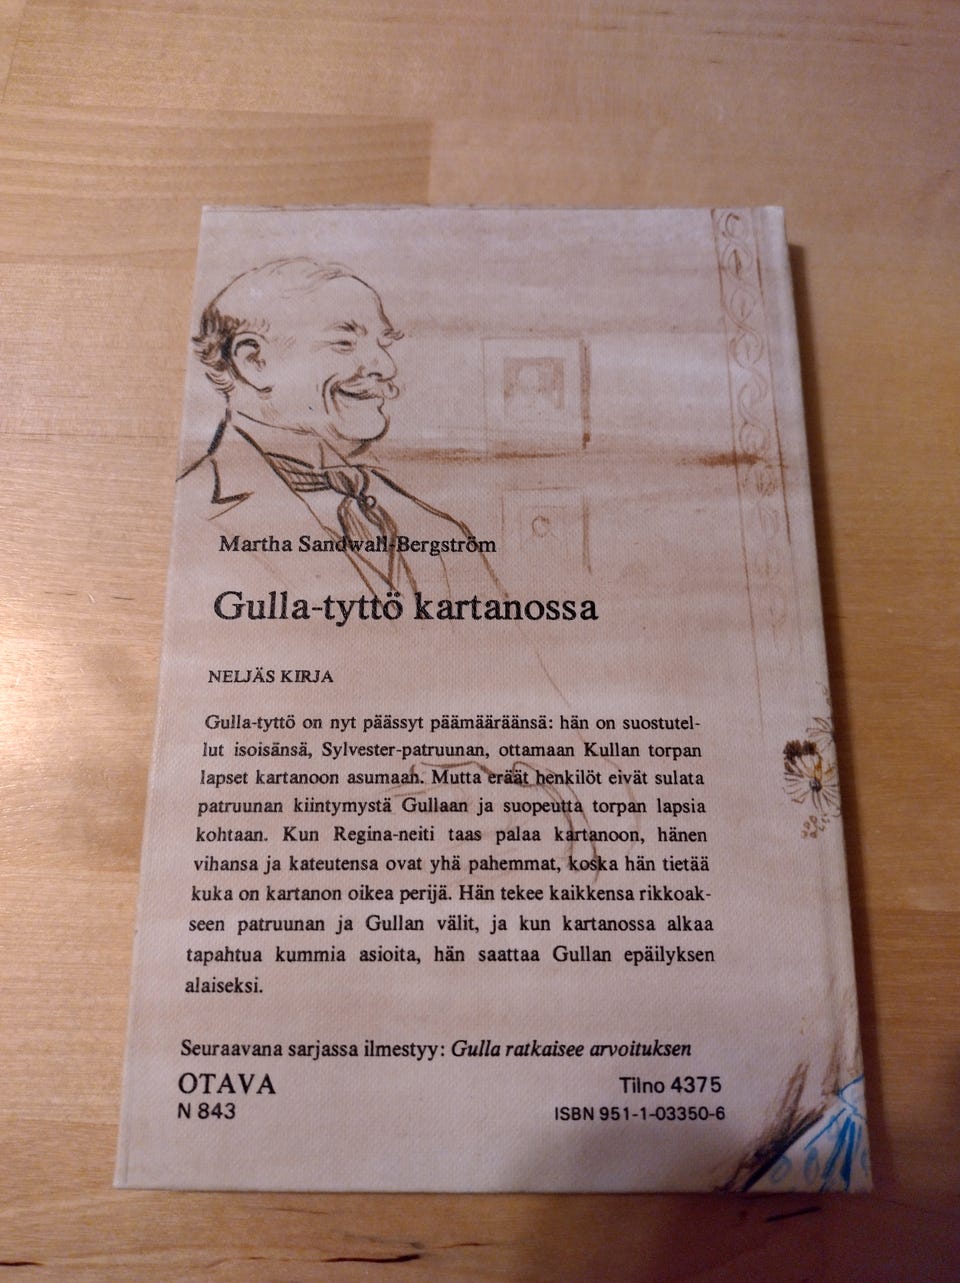 Martha Sandwall-Bergström
Gulla-tyttö kartanossa
NELJÄS KIRJA
Gulla-tyttö on nyt päässyt päämääräänsä: hän on suostutel-
lut isoisänsä, Sylvester-patruunan, ottamaan Kullan torpan
lapset kartanoon asumaan. Mutta eräät henkilöt eivät sulata
patruunan kiintymystä Gullaan ja suopeutta torpan lapsia
kohtaan. Kun Regina-neiti taas palaa kartanoon, hänen
vihansa ja kateutensa ovat yhä pahemmat, koska hän tietää
kuka on kartanon oikea perijä. Hän tekee kaikkensa rikkoak-
seen patruunan ja Gullan välit, ja kun kartanossa alkaa
tapahtua kummia asioita, hän saattaa Gullan epäilyksen
alaiseksi.
Seuraavana sarjassa ilmestyy: Gulla ratkaisee arvoituksen
OTAVA
Tilno 4375
N 843
ISBN 951-1-03350-6